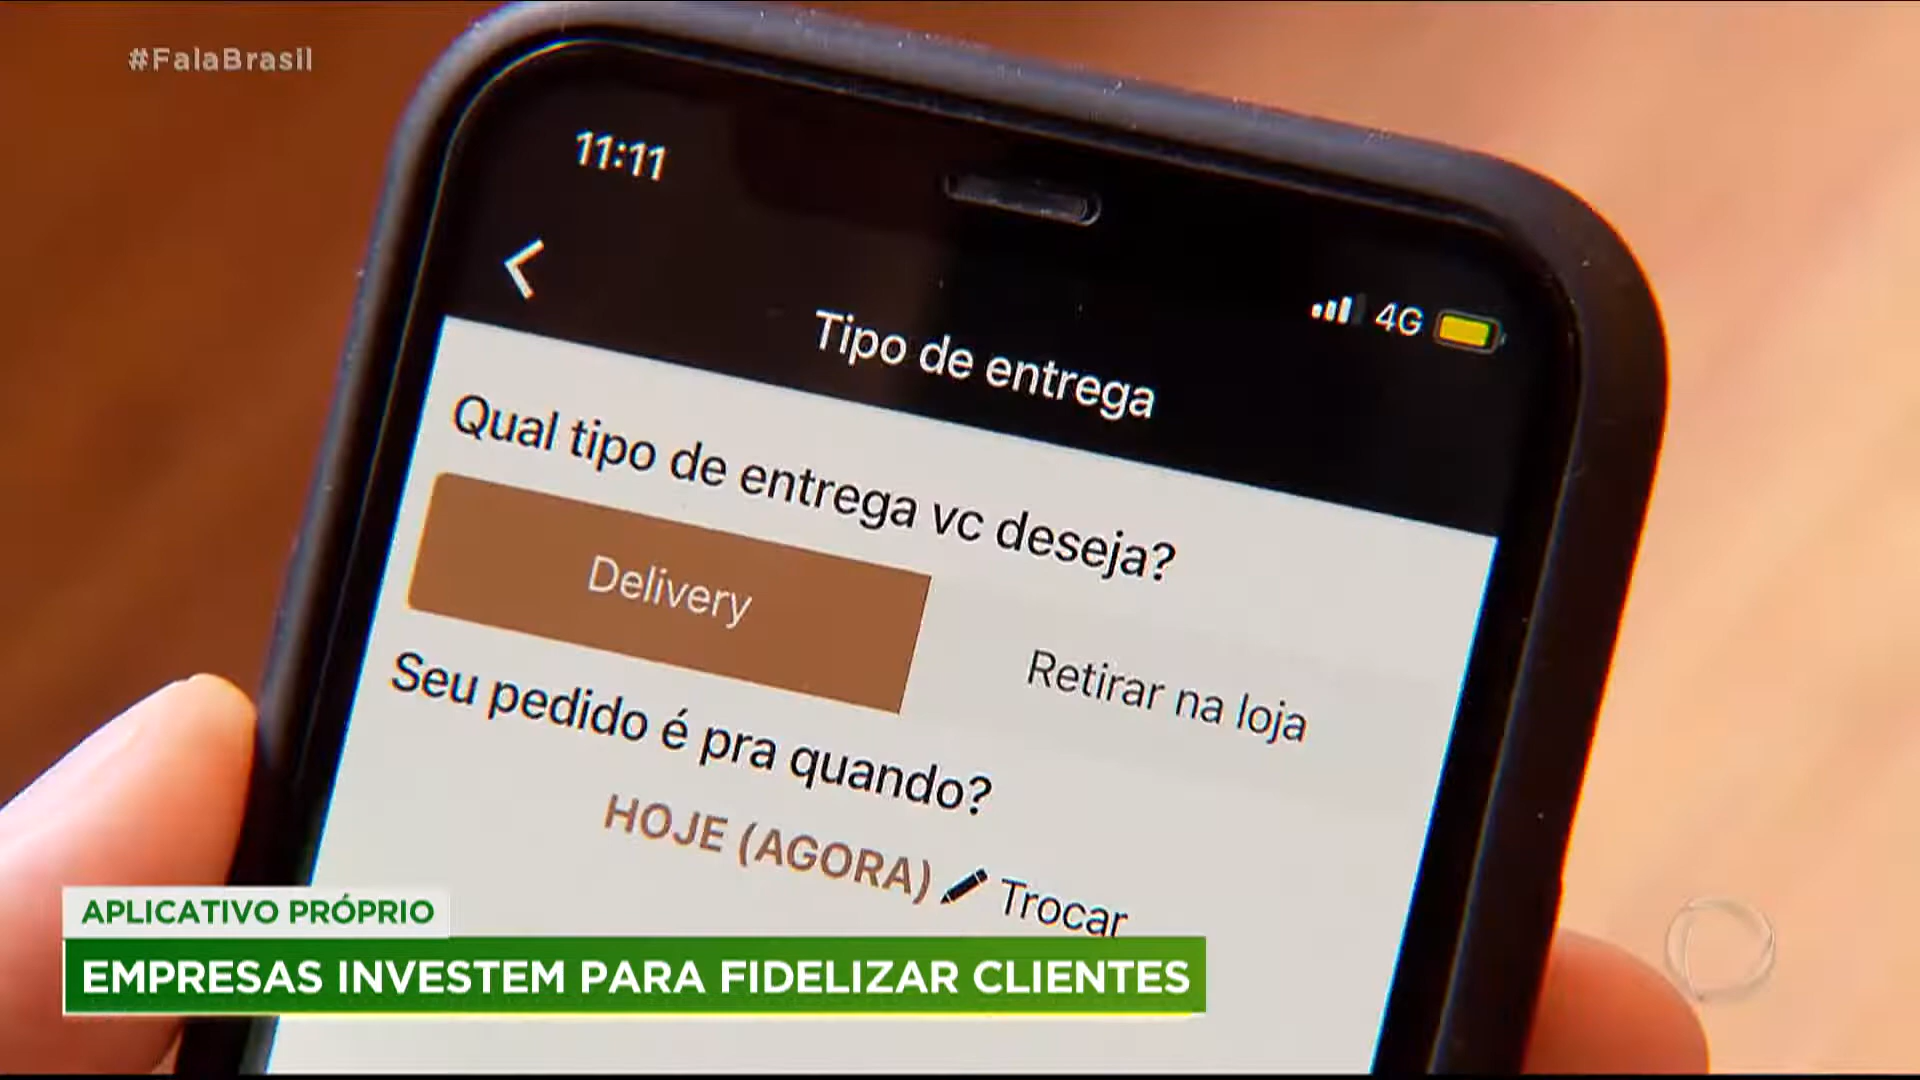 #FalaBrasil
11:11
4G
Tipo de entrega
Qual tipo de entrega vc deseja?
Delivery
Retirar na loja
Seu pedido é pra quando?
HOJE (AGORA) Trocar
APLICATIVO PRÓPRIO
EMPRESAS INVESTEM PARA FIDELIZAR CLIENTES